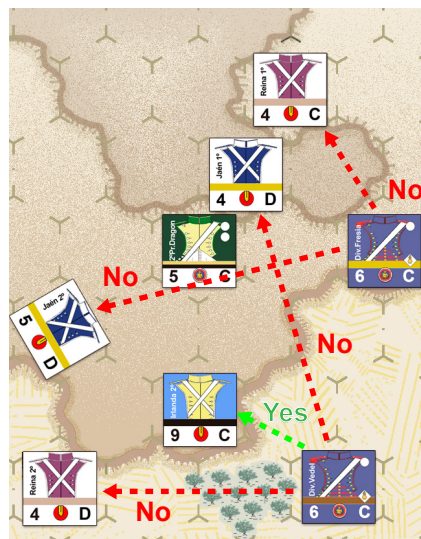 Reina 1º
4 C
No
Jaén 1º
4 D
2ºPr.Dragon
5 C
Div.Fresia
6 C
No
Jaén 2º
5 D
No
Irlanda 2º
9 C
Yes
Reina 2º
4 D
No
Div.Vedel
6 C